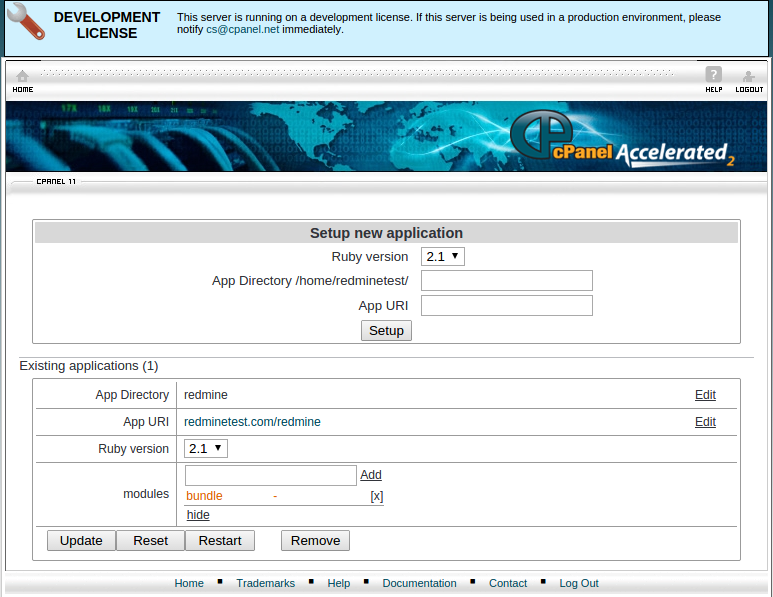 DEVELOPMENT
LICENSE
This server is running on a development license. If this server is being used in a production environment, please
notify cs@cpanel.net immediately.
HOME
HELP
LOGOUT
17X
cPanel Accelerated2
CPANEL 11
Setup new application
Ruby version 2.1
App Directory /home/redminetest/
App URI
Setup
Existing applications (1)
App Directory redmine Edit
App URI redminetest.com/redmine Edit
Ruby version 2.1
Add
modules
bundle - [x]
hide
Update Reset Restart Remove
Home Trademarks Help Documentation Contact Log Out